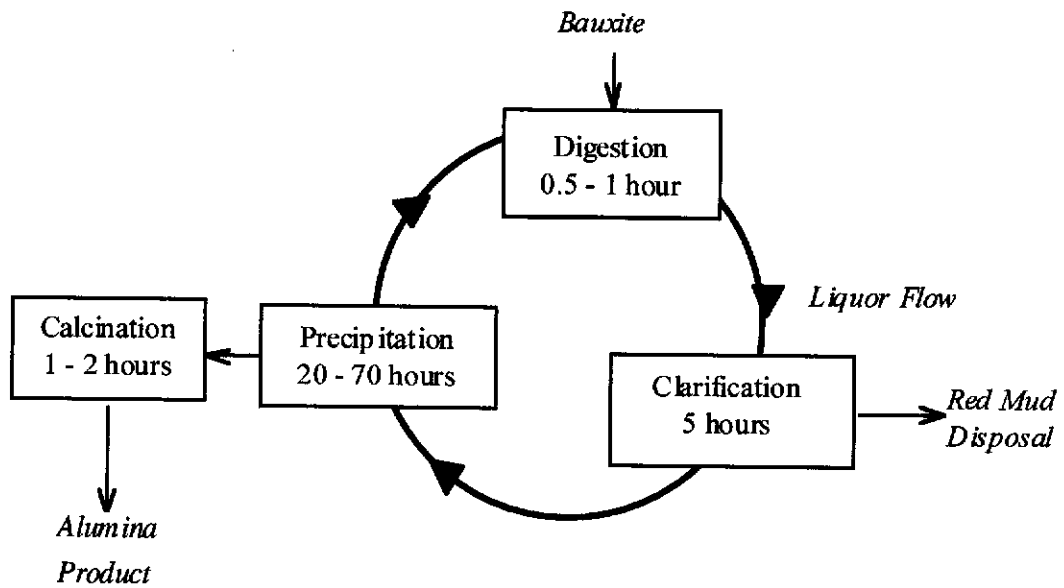 Bauxite
Digestion
0.5 - 1 hour
Liquor Flow
Calcination
1 - 2 hours
Precipitation
20 - 70 hours
Clarification
5 hours
Red Mud
Disposal
Alumina
Product